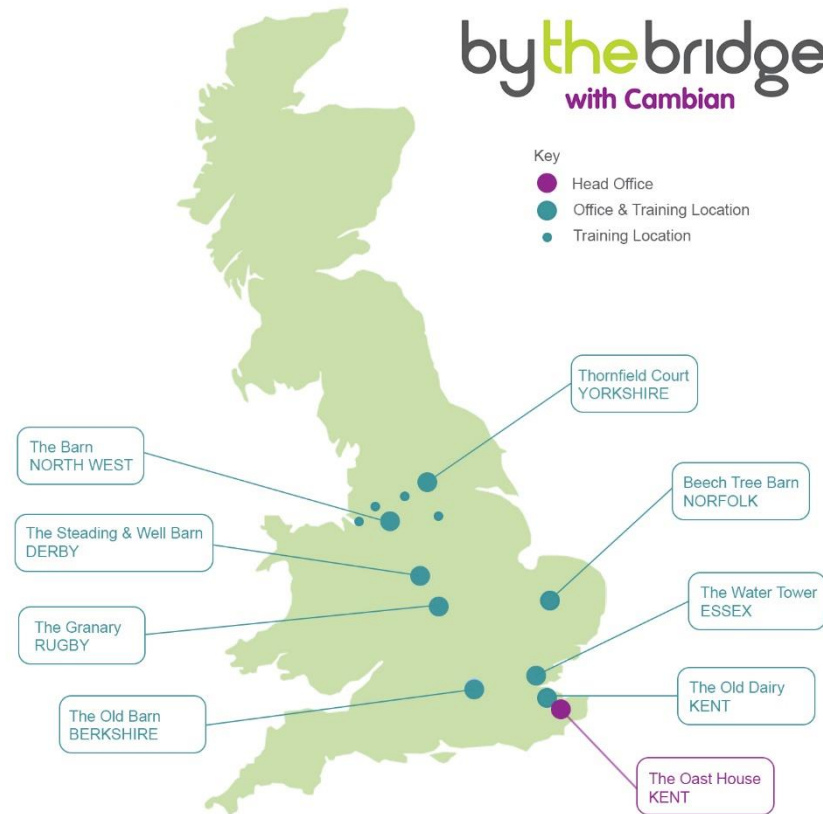 bythebridge
with Cambian
Key
Head Office
Office & Training Location
Training Location
Thornfield Court
YORKSHIRE
The Barn
NORTH WEST
Beech Tree Barn
NORFOLK
The Steading & Well Barn
DERBY
The Water Tower
ESSEX
The Granary
RUGBY
The Old Dairy
KENT
The Old Barn
BERKSHIRE
The Oast House
KENT